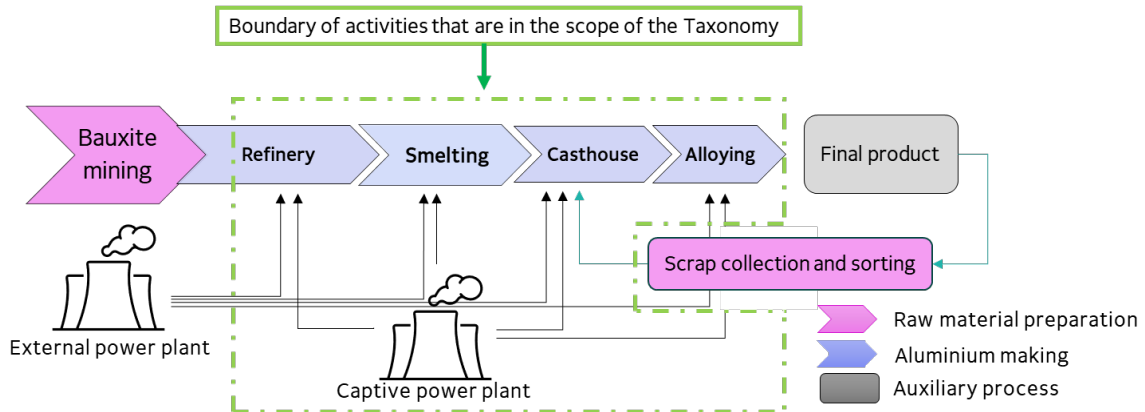 Boundary of activities that are in the scope of the Taxonomy
Bauxite
mining
Refinery
Smelting
Casthouse
Alloying
Final product
Scrap collection and sorting
External power plant
Captive power plant
Raw material preparation
Aluminium making
Auxiliary process